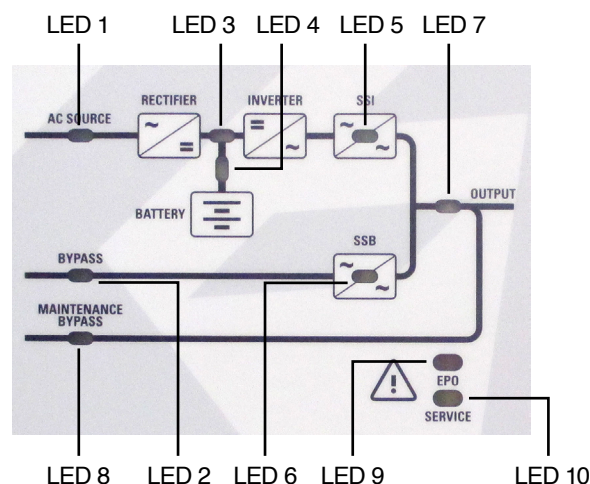 LED 1 LED 3 LED 4 LED 5 LED 7
RECTIFIER INVERTER SSI
AC SOURCE
BATTERY
OUTPUT
SSB
BYPASS
MAINTENANCE
BYPASS
EPO
SERVICE
LED 8 LED 2 LED 6 LED 9 LED 10